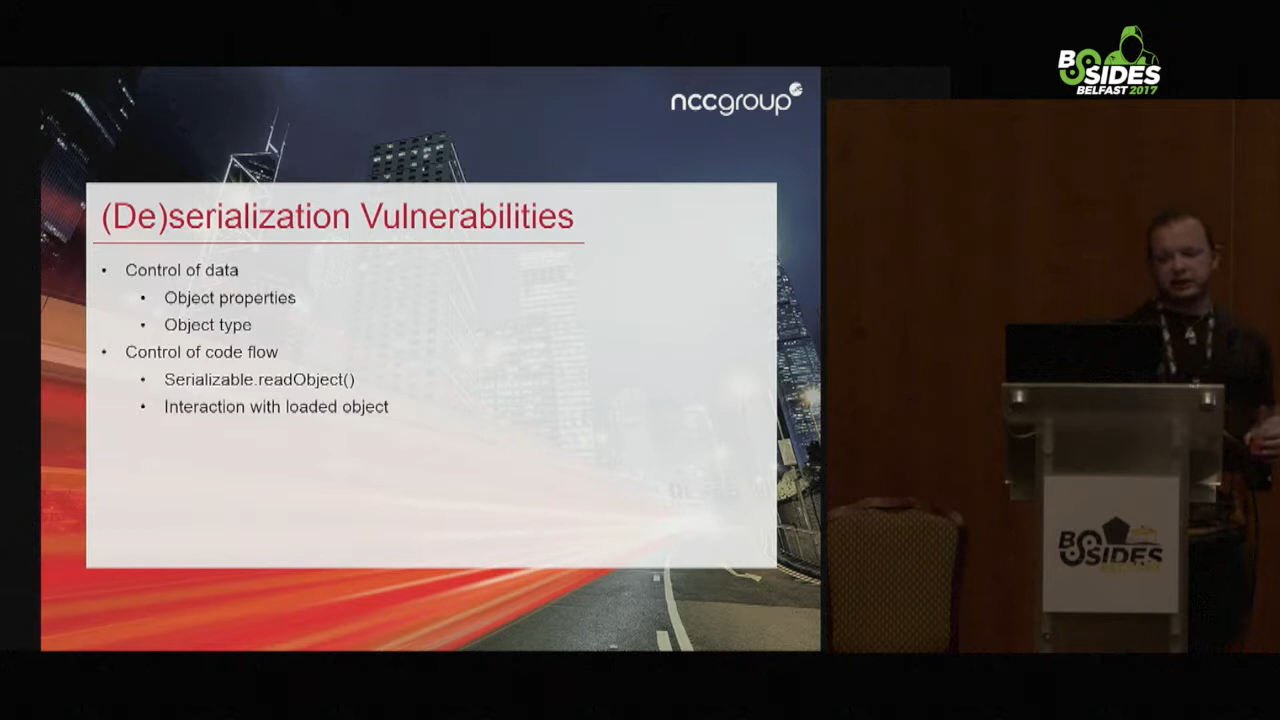 BSIDES
BELFAST 2017
nccgroup
(De)serialization Vulnerabilities
• Control of data
• Object properties
• Object type
• Control of code flow
• Serializable.readObject()
• Interaction with loaded object
BSIDES